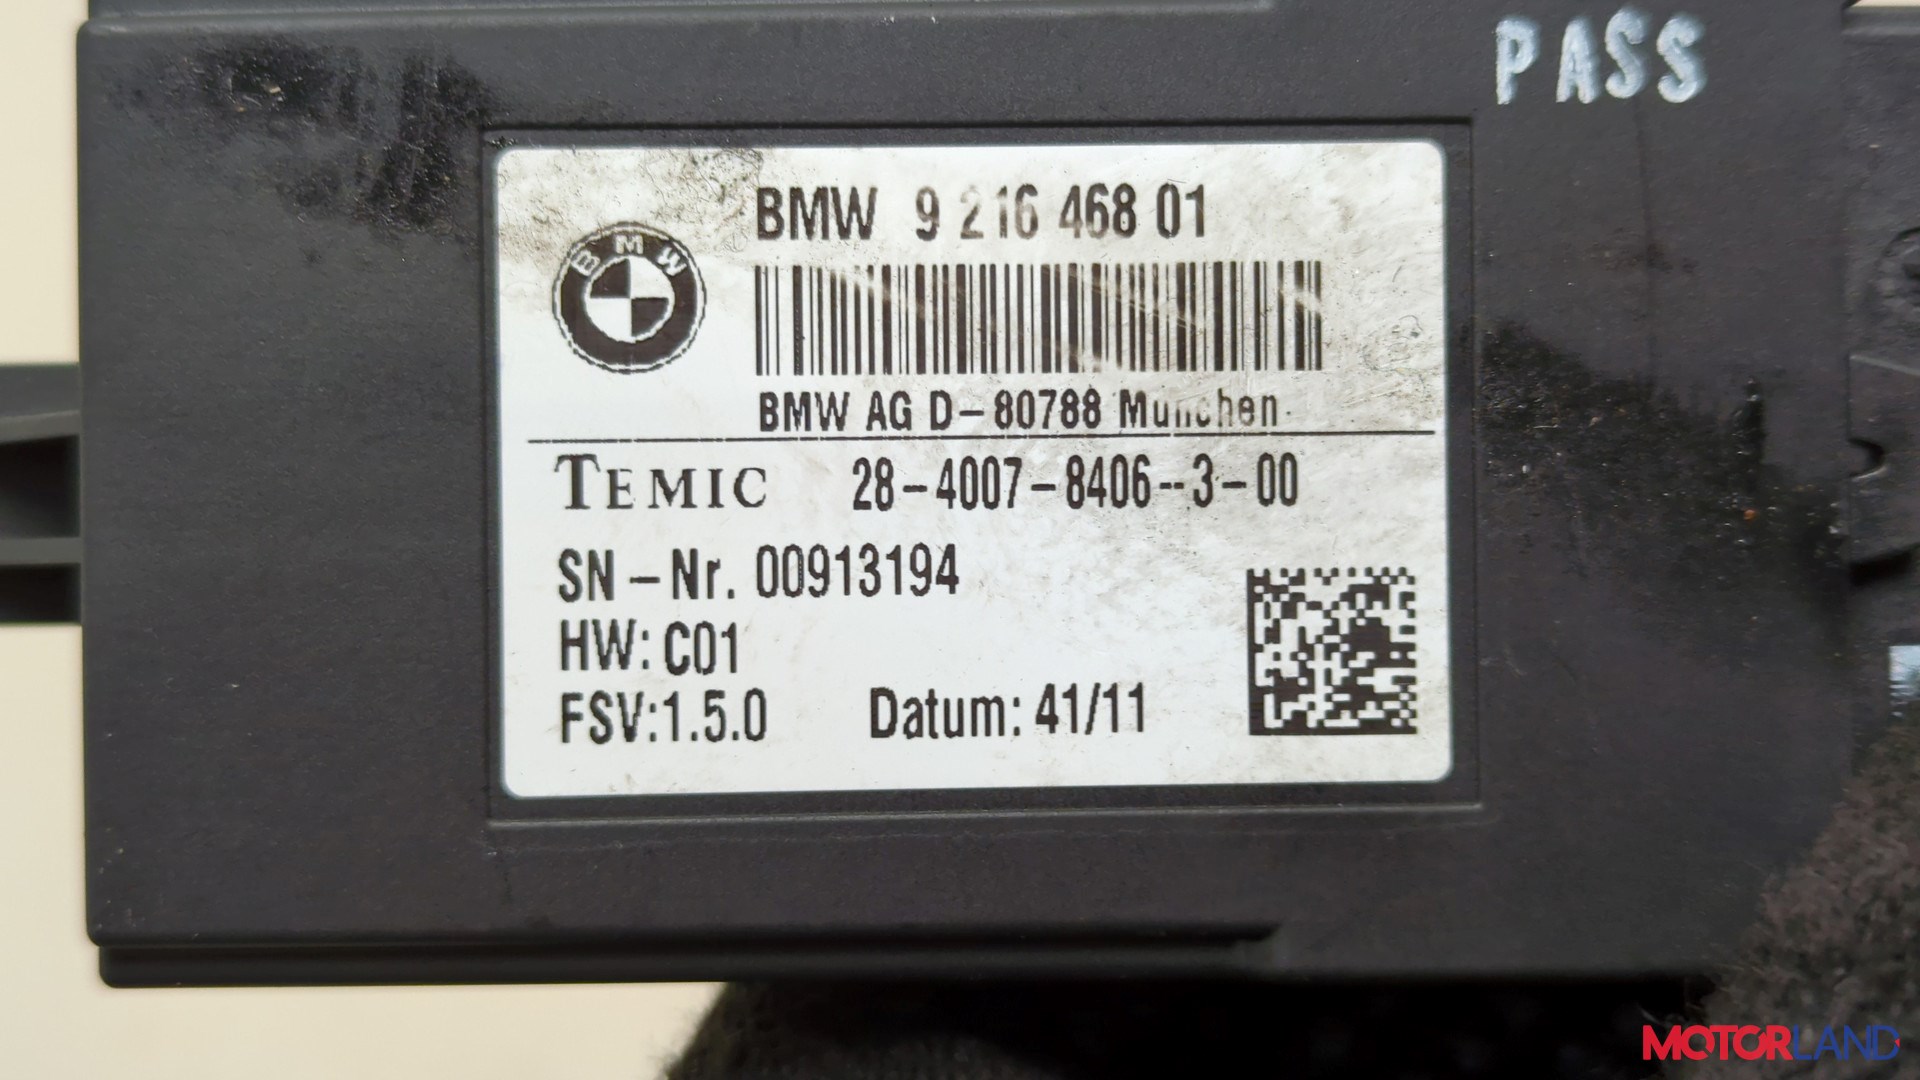 PASS
BMW 9 216 468 01
BMW
BMW AG D-80788 München
TEMIC 28-4007-8406-3-00
SN-Nr. 00913194
HW: C01
FSV:1.5.0 Datum: 41/11
MOTORLAND